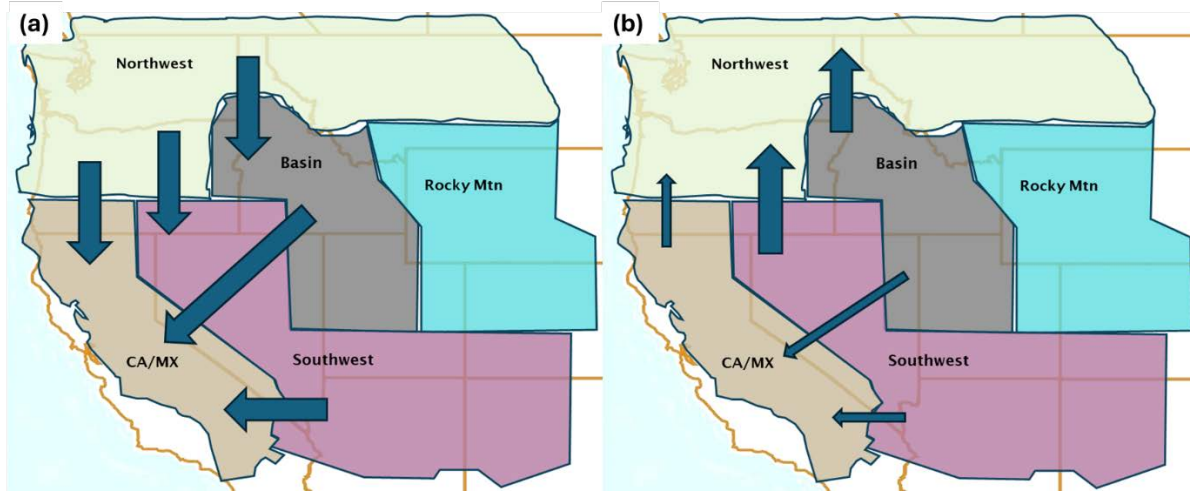 (a)
Northwest
Basin
Rocky Mtn
CA/MX
Southwest
(b)
Northwest
Basin
Rocky Mtn
CA/MX
Southwest